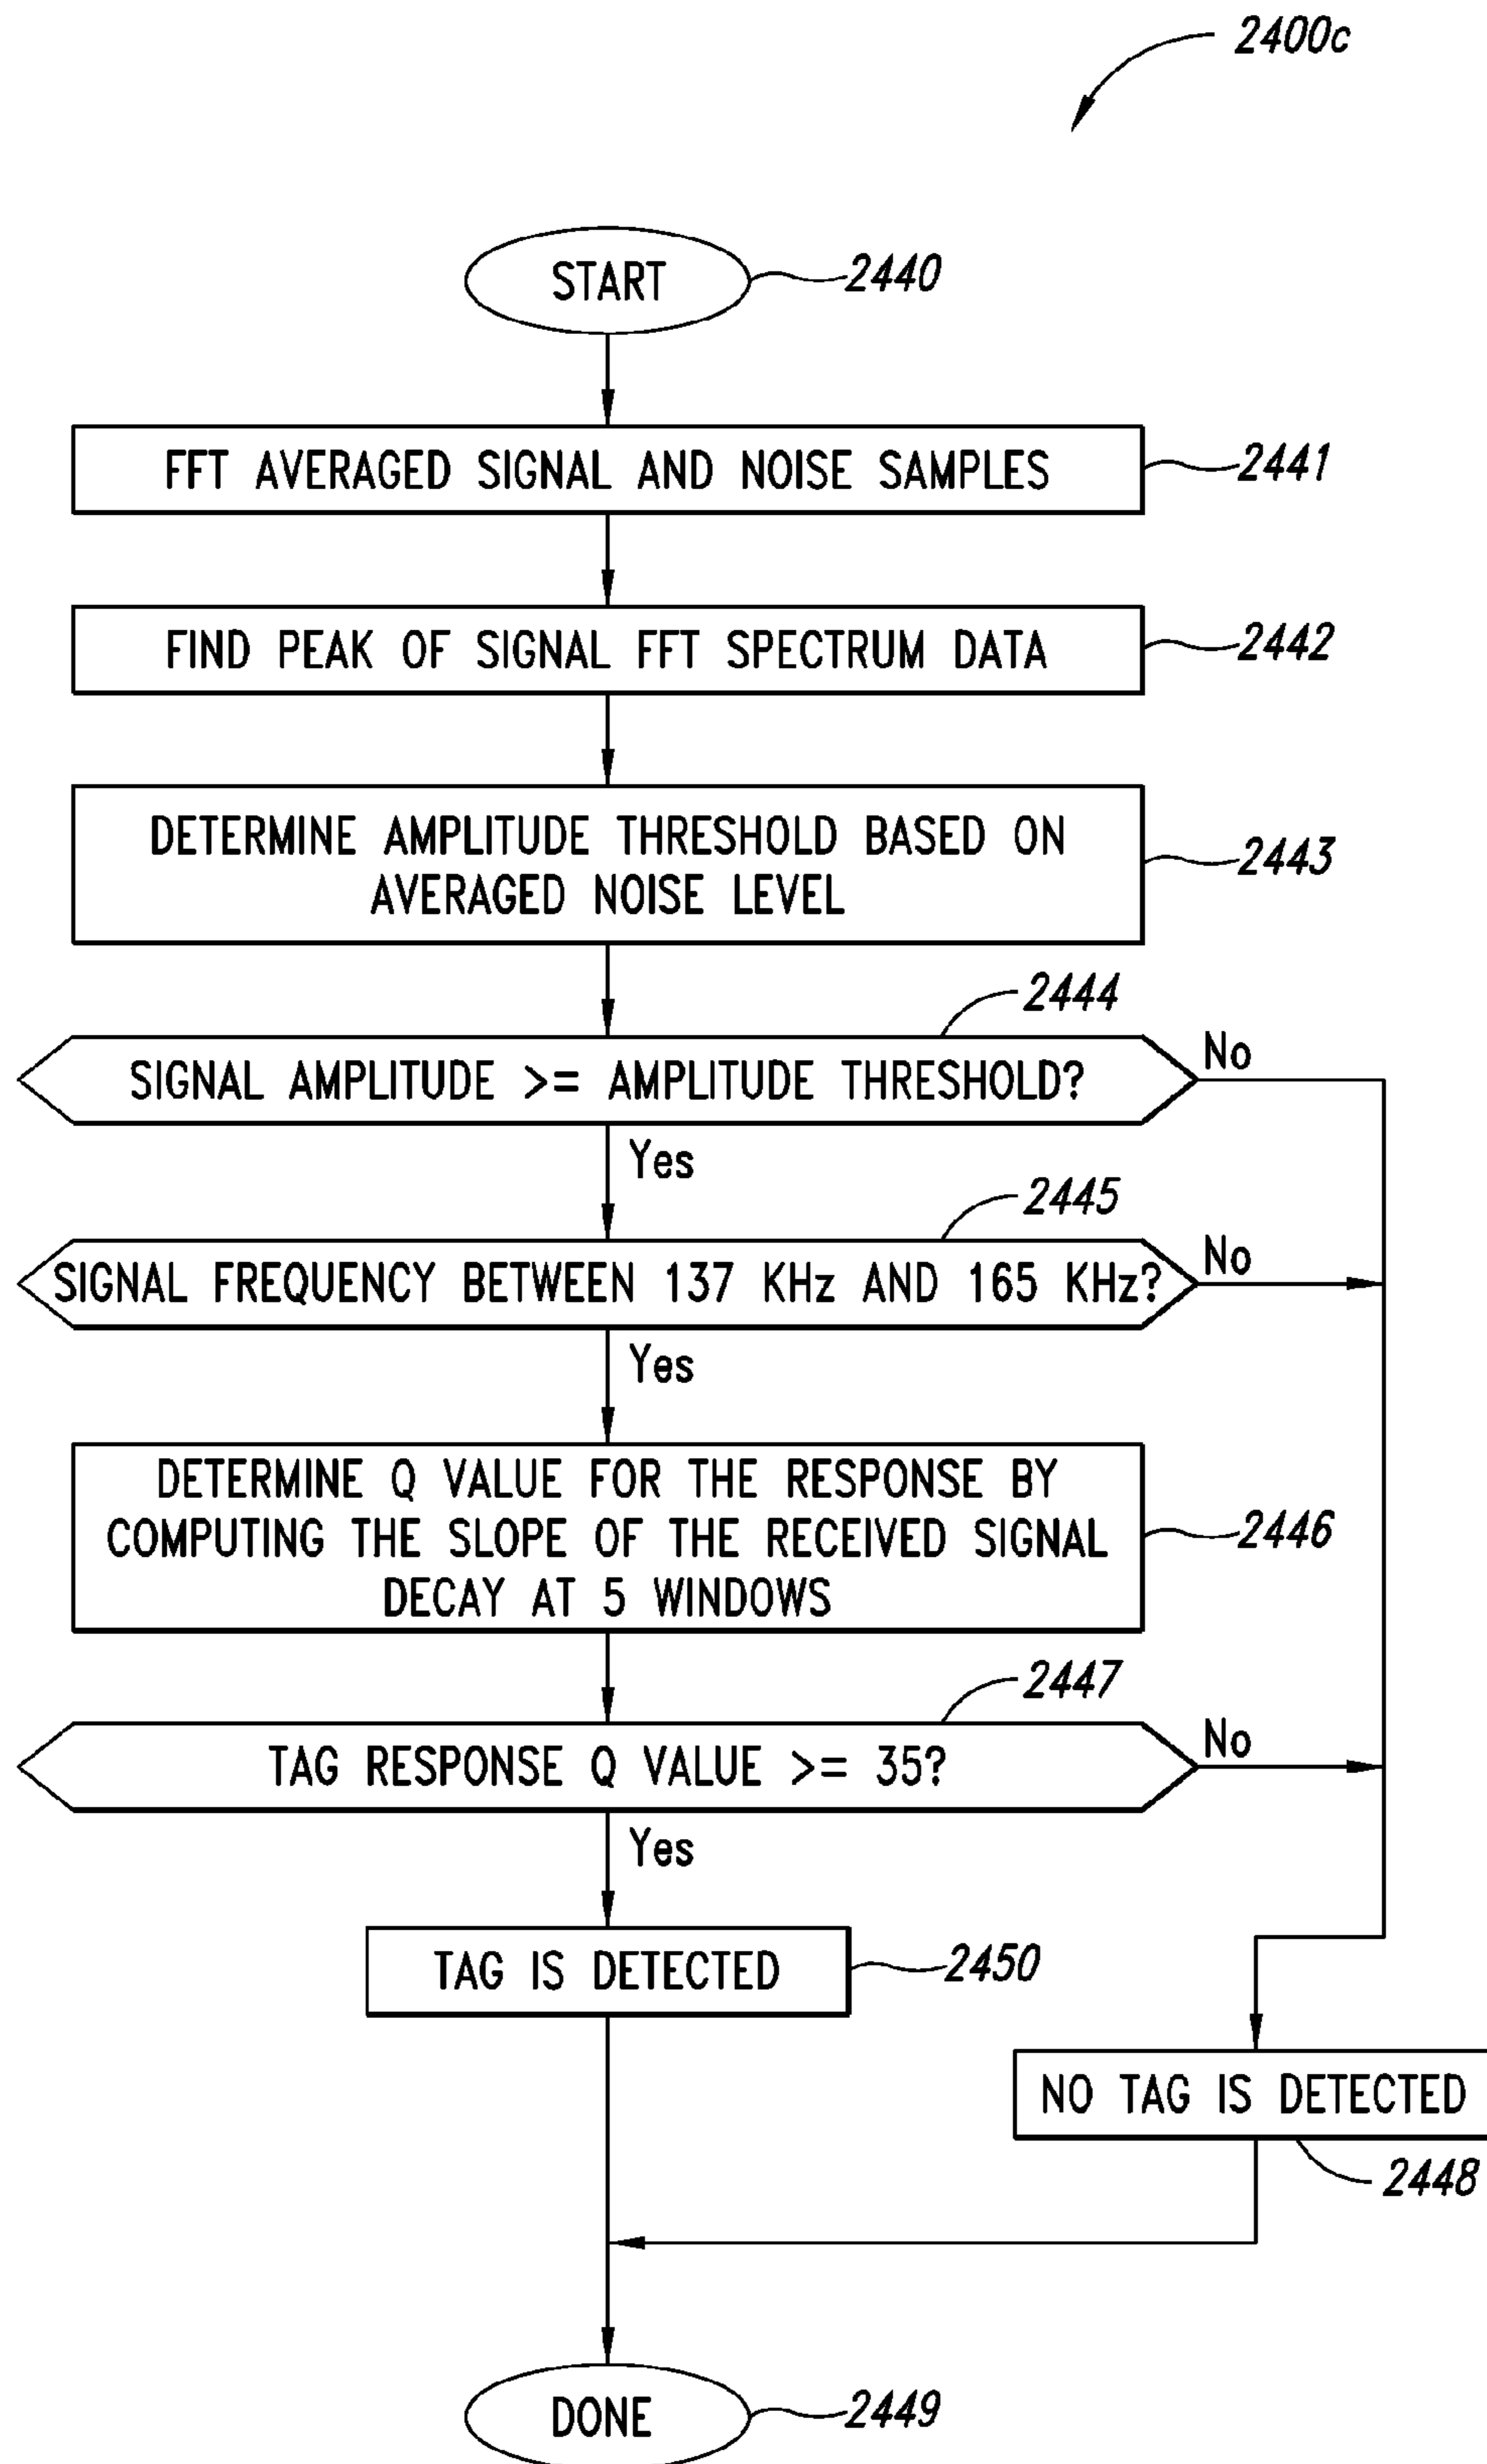 2400c
START
2440
FFT AVERAGED SIGNAL AND NOISE SAMPLES
2441
FIND PEAK OF SIGNAL FFT SPECTRUM DATA
2442
DETERMINE AMPLITUDE THRESHOLD BASED ON
AVERAGED NOISE LEVEL
2443
2444
SIGNAL AMPLITUDE >= AMPLITUDE THRESHOLD?
No
Yes
2445
SIGNAL FREQUENCY BETWEEN 137 KHz AND 165 KHz?
No
Yes
DETERMINE Q VALUE FOR THE RESPONSE BY
COMPUTING THE SLOPE OF THE RECEIVED SIGNAL
DECAY AT 5 WINDOWS
2446
2447
TAG RESPONSE Q VALUE >= 35?
No
Yes
TAG IS DETECTED
2450
NO TAG IS DETECTED
2448
DONE
2449